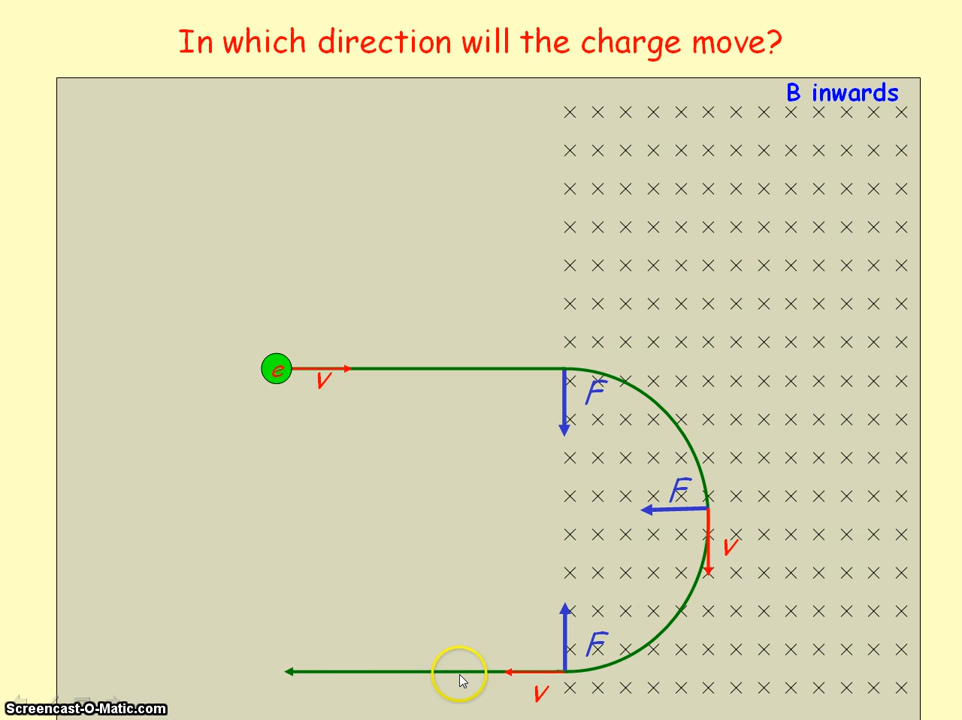 In which direction will the charge move?
B inwards
e
v
F
F
v
F
v
Screencast-O-Matic.com